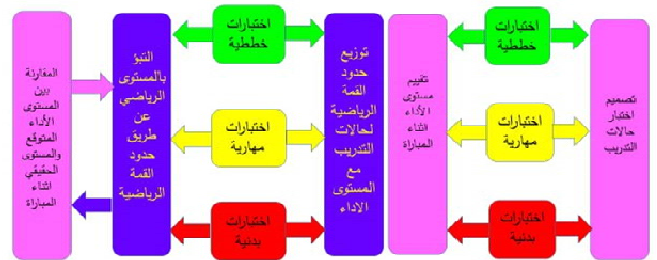 تصميم
اختبار
حالات
التدريب
اختبارات
خططية
اختبارات
مهارية
اختبارات
بدنية
تقييم
مستوى
الأداء
اثناء
المباراة
توزيع
حدود
القمة
الرياضية
لحالات
التدريب
مع
المستوى
الاداء
اختبارات
خططية
اختبارات
مهارية
اختبارات
بدنية
التبؤ
بالمستوى
الرياضي
عن
طريق
حدود
القمة
الرياضية
المقارنة
بين
المستوى
الأداء
المتوقع
والمستوى
الحقيقي
اثناء
المباراة